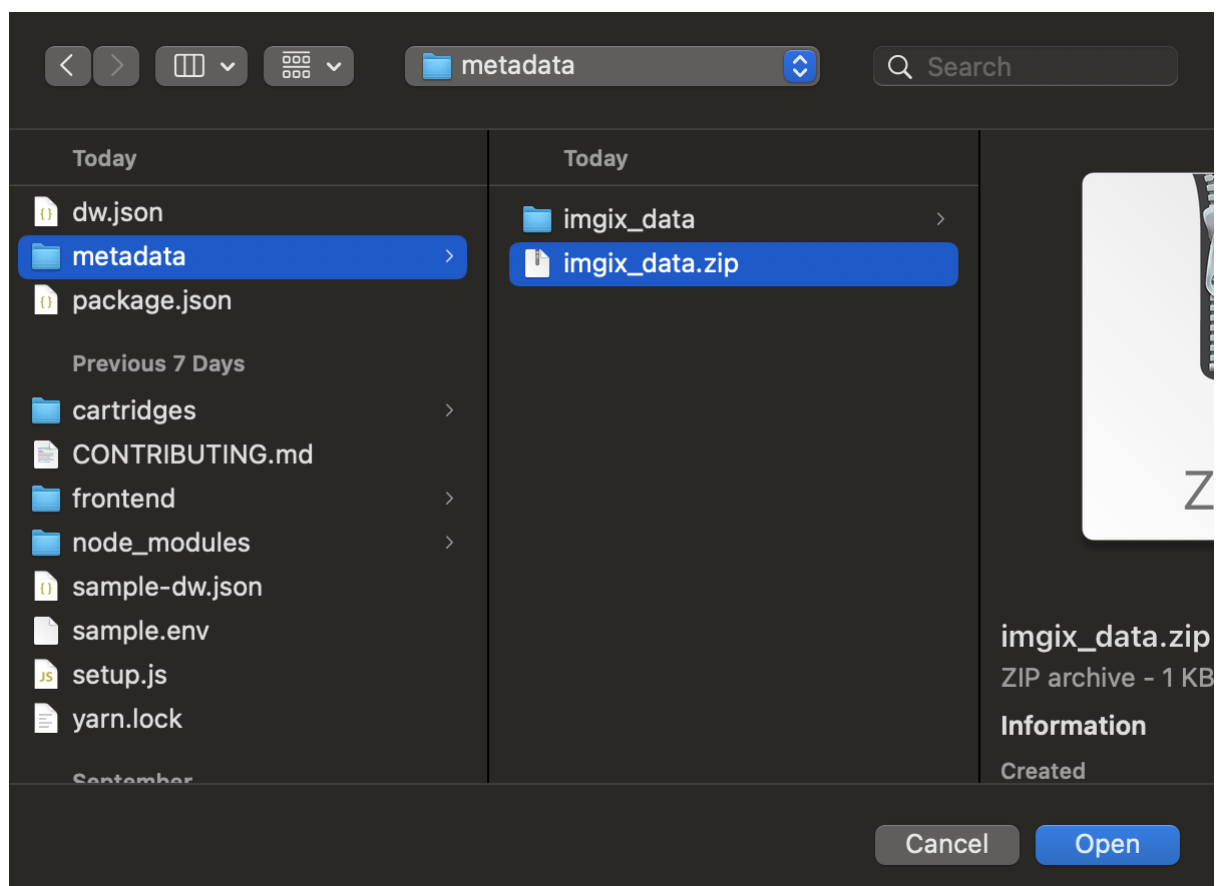 metadata
Search
Today
dw.json
metadata
package.json
Previous 7 Days
cartridges
CONTRIBUTING.md
frontend
node_modules
sample-dw.json
sample.env
setup.js
yarn.lock
September
Today
imgix_data
imgix_data.zip
Z
imgix_data.zip
ZIP archive - 1 KB
Information
Created
Cancel
Open